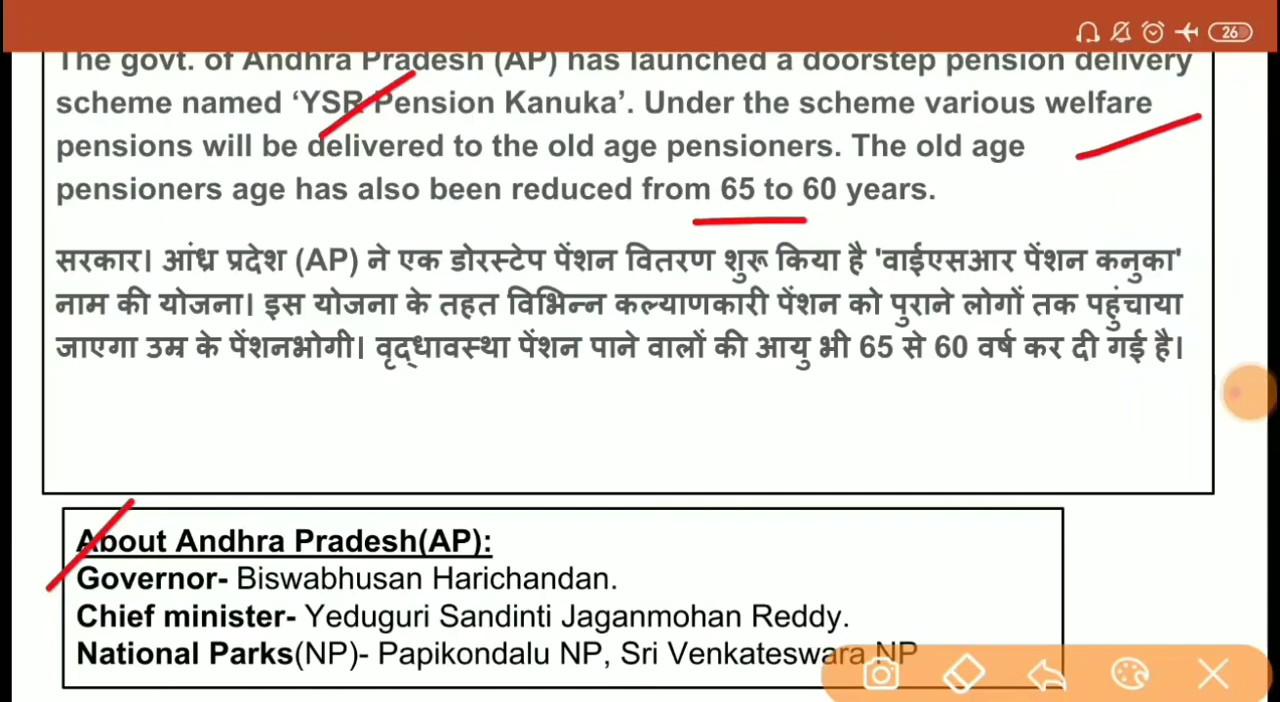 26
The govt. of Andhra Pradesh (AP) has launched a doorstep pension delivery
scheme named ‘YSR Pension Kanuka’. Under the scheme various welfare
pensions will be delivered to the old age pensioners. The old age
pensioners age has also been reduced from 65 to 60 years.
सरकार। आंध्र प्रदेश (AP) ने एक डोरस्टेप पेंशन वितरण शुरू किया है 'वाईएसआर पेंशन कनुका'
नाम की योजना। इस योजना के तहत विभिन्न कल्याणकारी पेंशन को पुराने लोगों तक पहुंचाया
जाएगा उम्र के पेंशनभोगी। वृद्धावस्था पेंशन पाने वालों की आयु भी 65 से 60 वर्ष कर दी गई है।
About Andhra Pradesh(AP):
Governor- Biswabhusan Harichandan.
Chief minister- Yeduguri Sandinti Jaganmohan Reddy.
National Parks(NP)- Papikondalu NP, Sri Venkateswara NP